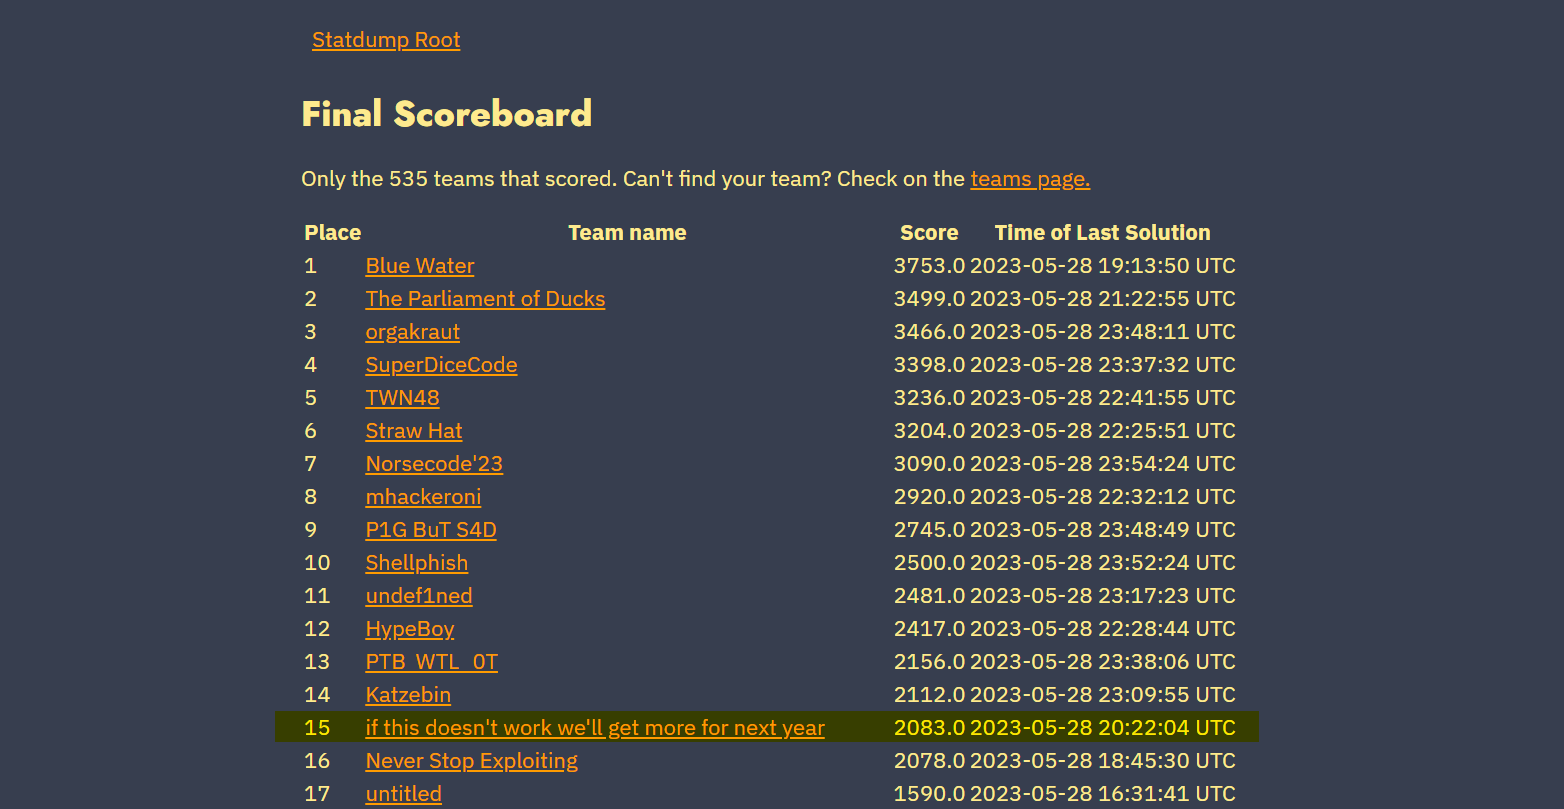 Statdump Root
Final Scoreboard
Only the 535 teams that scored. Can't find your team? Check on the teams page.
Place Team name Score Time of Last Solution
1 Blue Water 3753.0 2023-05-28 19:13:50 UTC
2 The Parliament of Ducks 3499.0 2023-05-28 21:22:55 UTC
3 orgakraut 3466.0 2023-05-28 23:48:11 UTC
4 SuperDiceCode 3398.0 2023-05-28 23:37:32 UTC
5 TWN48 3236.0 2023-05-28 22:41:55 UTC
6 Straw Hat 3204.0 2023-05-28 22:25:51 UTC
7 Norsecode'23 3090.0 2023-05-28 23:54:24 UTC
8 mhackeroni 2920.0 2023-05-28 22:32:12 UTC
9 P1G BuT S4D 2745.0 2023-05-28 23:48:49 UTC
10 Shellphish 2500.0 2023-05-28 23:52:24 UTC
11 undef1ned 2481.0 2023-05-28 23:17:23 UTC
12 HypeBoy 2417.0 2023-05-28 22:28:44 UTC
13 PTB_WTL_0T 2156.0 2023-05-28 23:38:06 UTC
14 Katzebin 2112.0 2023-05-28 23:09:55 UTC
15 if this doesn't work we'll get more for next year 2083.0 2023-05-28 20:22:04 UTC
16 Never Stop Exploiting 2078.0 2023-05-28 18:45:30 UTC
17 untitled 1590.0 2023-05-28 16:31:41 UTC